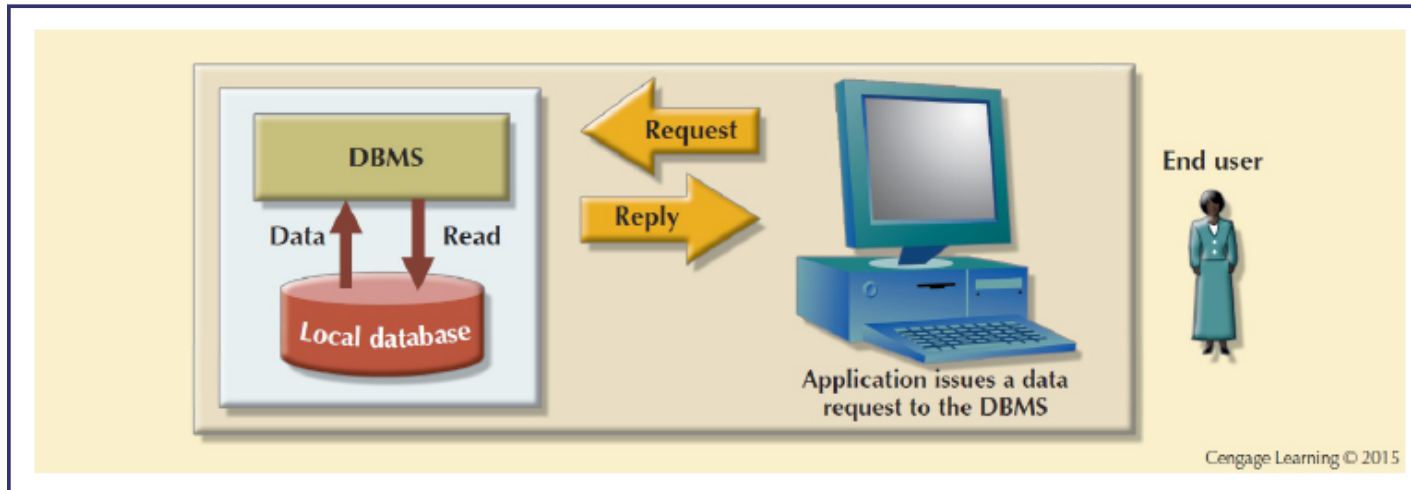 DBMS
Data
Read
Local database
Request
Reply
Application issues a data
request to the DBMS
End user
Cengage Learning © 2015